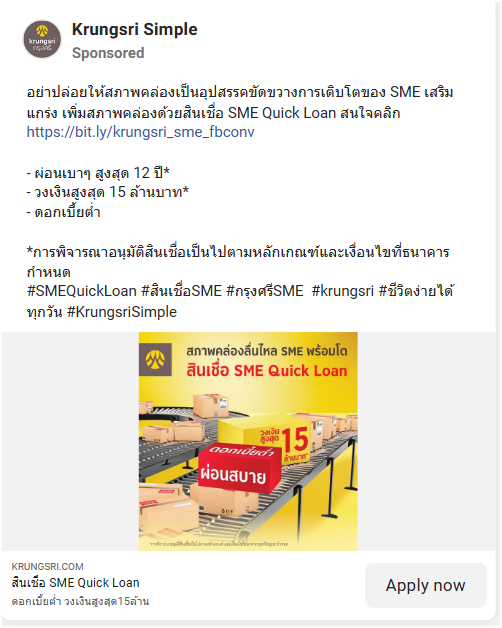 Krungsri Simple
Sponsored
krungsri
กรุงศรี
อย่าปล่อยให้สภาพคล่องเป็นอุปสรรคขัดขวางการเติบโตของ SME เสริม
แกร่ง เพิ่มสภาพคล่องด้วยสินเชื่อ SME Quick Loan สนใจคลิก
https://bit.ly/krungsri_sme_fbconv
- ผ่อนเบาๆ สูงสุด 12 ปี*
- วงเงินสูงสุด 15 ล้านบาท*
- ดอกเบี้ยต่ำ
*การพิจารณาอนุมัติสินเชื่อเป็นไปตามหลักเกณฑ์และเงื่อนไขที่ธนาคาร
กำหนด
#SMEQuickLoan #สินเชื่อSME #กรุงศรีSME #krungsri #ชีวิตง่ายได้
ทุกวัน #KrungsriSimple
สภาพคล่องลื่นไหล SME พร้อมโต
สินเชื่อ SME Quick Loan
วงเงิน
สูงสุด 15
ล้านบาท*
ดอกเบี้ยต่ำ
ผ่อนสบาย
KRUNGSRI.COM
สินเชื่อ SME Quick Loan
ดอกเบี้ยต่ำ วงเงินสูงสุด15ล้าน
Apply now